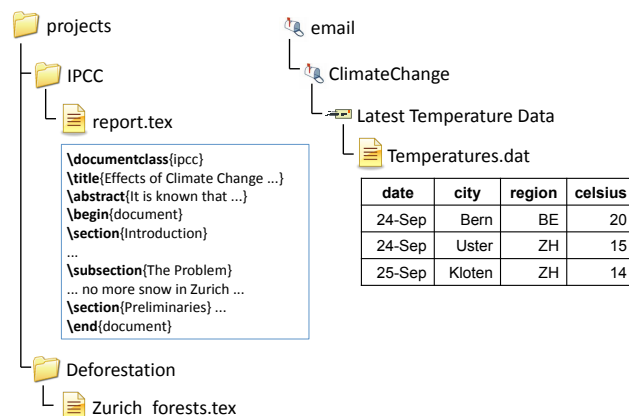 projects
IPCC
report.tex
\documentclass{ipcc}
\title{Effects of Climate Change ...}
\abstract{It is known that ...}
\begin{document}
\section{Introduction}
...
\subsection{The Problem}
... no more snow in Zurich ...
\section{Preliminaries} ...
\end{document}
Deforestation
Zurich_forests.tex
email
ClimateChange
Latest Temperature Data
Temperatures.dat
date city region celsius
24-Sep Bern BE 20
24-Sep Uster ZH 15
25-Sep Kloten ZH 14